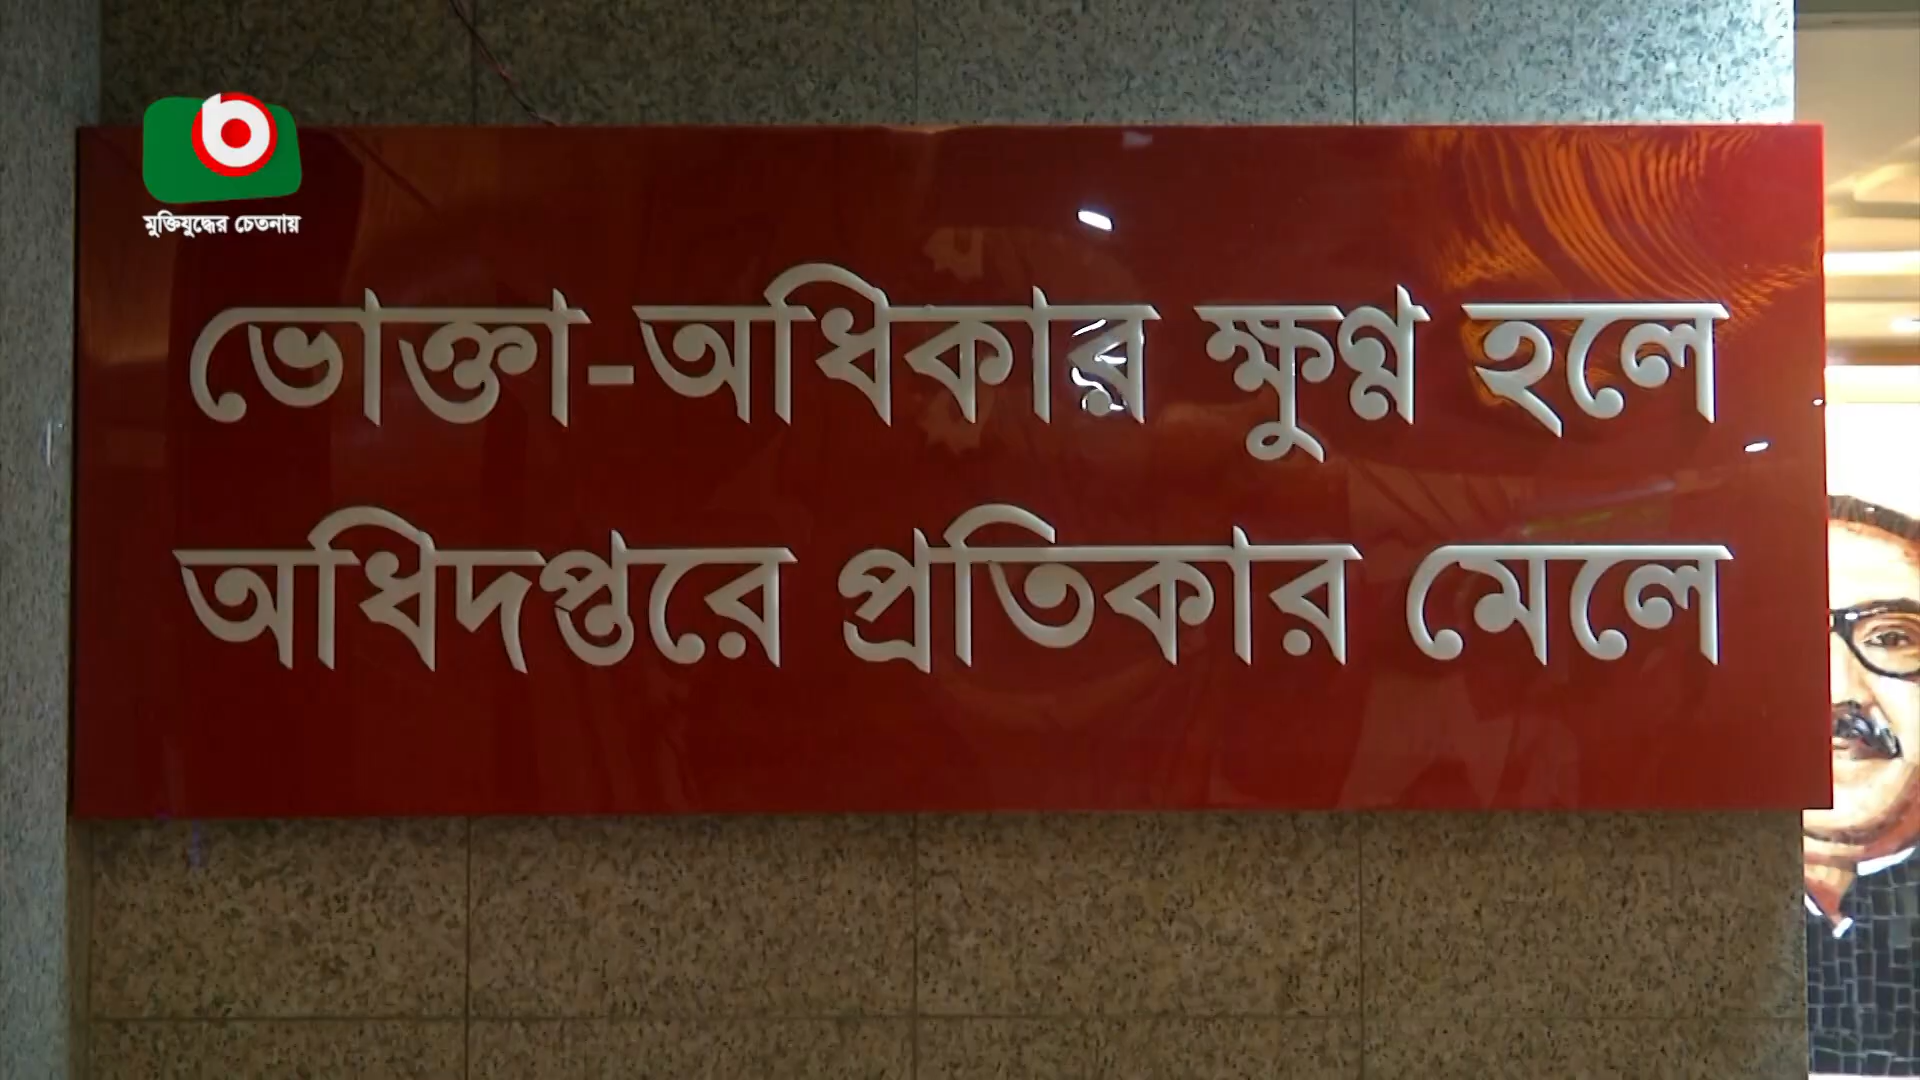 মুক্তিযুদ্ধের চেতনায়
ভোক্তা-অধিকার ক্ষুণ্ন হলে
অধিদপ্তরে প্রতিকার মেলে